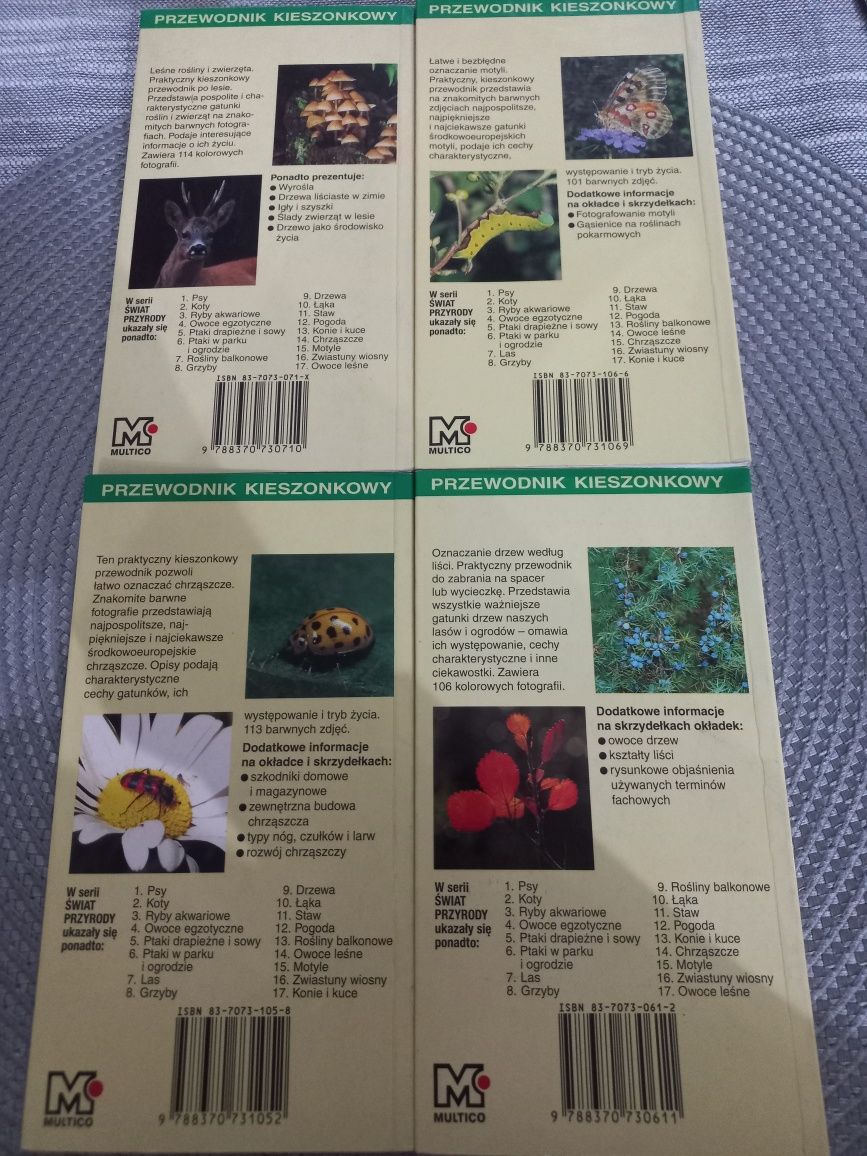 PRZEWODNIK KIESZONKOWY
Leśne rośliny i zwierzęta.
Praktyczny kieszonkowy
przewodnik po lesie.
Przedstawia pospolite i cha-
rakterystyczne gatunki
roślin i zwierząt na znako-
mitych barwnych fotogra-
fiach. Podaje interesujące
informacje o ich życiu.
Zawiera 114 kolorowych
fotografii.
Ponadto prezentuje:
● Wyrośla
● Drzewa liściaste w zimie
● Igły i szyszki
● Ślady zwierząt w lesie
● Drzewo jako środowisko
życia
W serii
ŚWIAT
PRZYRODY
ukazały się
ponadto:
1. Psy
2. Koty
3. Ryby akwariowe
4. Owoce egzotyczne
5. Ptaki drapieżne i sowy
6. Ptaki w parku
i ogrodzie
7. Rośliny balkonowe
8. Grzyby
9. Drzewa
10. Łąka
11. Staw
12. Pogoda
13. Konie i kuce
14. Chrząszcze
15. Motyle
16. Zwiastuny wiosny
17. Owoce leśne
ISBN 83-7073-071-X
9 788370 730710
MULTICO
PRZEWODNIK KIESZONKOWY
Łatwe i bezbłędne
oznaczanie motyli.
Praktyczny, kieszonkowy
przewodnik przedstawia
na znakomitych barwnych
zdjęciach najpospolitsze,
najpiękniejsze
i najciekawsze gatunki
środkowoeuropejskich
motyli, podaje ich cechy
charakterystyczne,
występowanie i tryb życia.
101 barwnych zdjęć.
Dodatkowe informacje
na okładce i skrzydełkach:
● Fotografowanie motyli
● Gąsienice na roślinach
pokarmowych
W serii
ŚWIAT
PRZYRODY
ukazały się
ponadto:
1. Psy
2. Koty
3. Ryby akwariowe
4. Owoce egzotyczne
5. Ptaki drapieżne i sowy
6. Ptaki w parku
i ogrodzie
7. Las
8. Grzyby
9. Drzewa
10. Łąka
11. Staw
12. Pogoda
13. Rośliny balkonowe
14. Owoce leśne
15. Chrząszcze
16. Zwiastuny wiosny
17. Konie i kuce
ISBN 83-7073-106-6
9 788370 731069
MULTICO
PRZEWODNIK KIESZONKOWY
Ten praktyczny kieszonkowy
przewodnik pozwoli
łatwo oznaczać chrząszcze.
Znakomite barwne
fotografie przedstawiają
najpospolitsze, naj-
piękniejsze i najciekawsze
środkowoeuropejskie
chrząszcze. Opisy podają
charakterystyczne
cechy gatunków, ich
występowanie i tryb życia.
113 barwnych zdjęć.
Dodatkowe informacje
na okładce i skrzydełkach:
● szkodniki domowe
i magazynowe
● zewnętrzna budowa
chrząszcza
● typy nóg, czułków i larw
● rozwój chrząszczy
W serii
ŚWIAT
PRZYRODY
ukazały się
ponadto:
1. Psy
2. Koty
3. Ryby akwariowe
4. Owoce egzotyczne
5. Ptaki drapieżne i sowy
6. Ptaki w parku
i ogrodzie
7. Las
8. Grzyby
9. Drzewa
10. Łąka
11. Staw
12. Pogoda
13. Rośliny balkonowe
14. Owoce leśne
15. Motyle
16. Zwiastuny wiosny
17. Konie i kuce
ISBN 83-7073-105-8
9 788370 731052
MULTICO
PRZEWODNIK KIESZONKOWY
Oznaczanie drzew według
liści. Praktyczny przewodnik
do zabrania na spacer
lub wycieczkę. Przedstawia
wszystkie ważniejsze
gatunki drzew naszych
lasów i ogrodów – omawia
ich występowanie, cechy
charakterystyczne i inne
ciekawostki. Zawiera
106 kolorowych fotografii.
Dodatkowe informacje
na skrzydełkach okładek:
● owoce drzew
● kształty liści
● rysunkowe objaśnienia
używanych terminów
fachowych
W serii
ŚWIAT
PRZYRODY
ukazały się
ponadto:
1. Psy
2. Koty
3. Ryby akwariowe
4. Owoce egzotyczne
5. Ptaki drapieżne i sowy
6. Ptaki w parku
i ogrodzie
7. Las
8. Grzyby
9. Rośliny balkonowe
10. Łąka
11. Staw
12. Pogoda
13. Konie i kuce
14. Chrząszcze
15. Motyle
16. Zwiastuny wiosny
17. Owoce leśne
ISBN 83-7073-061-2
9 788370 730611
MULTICO